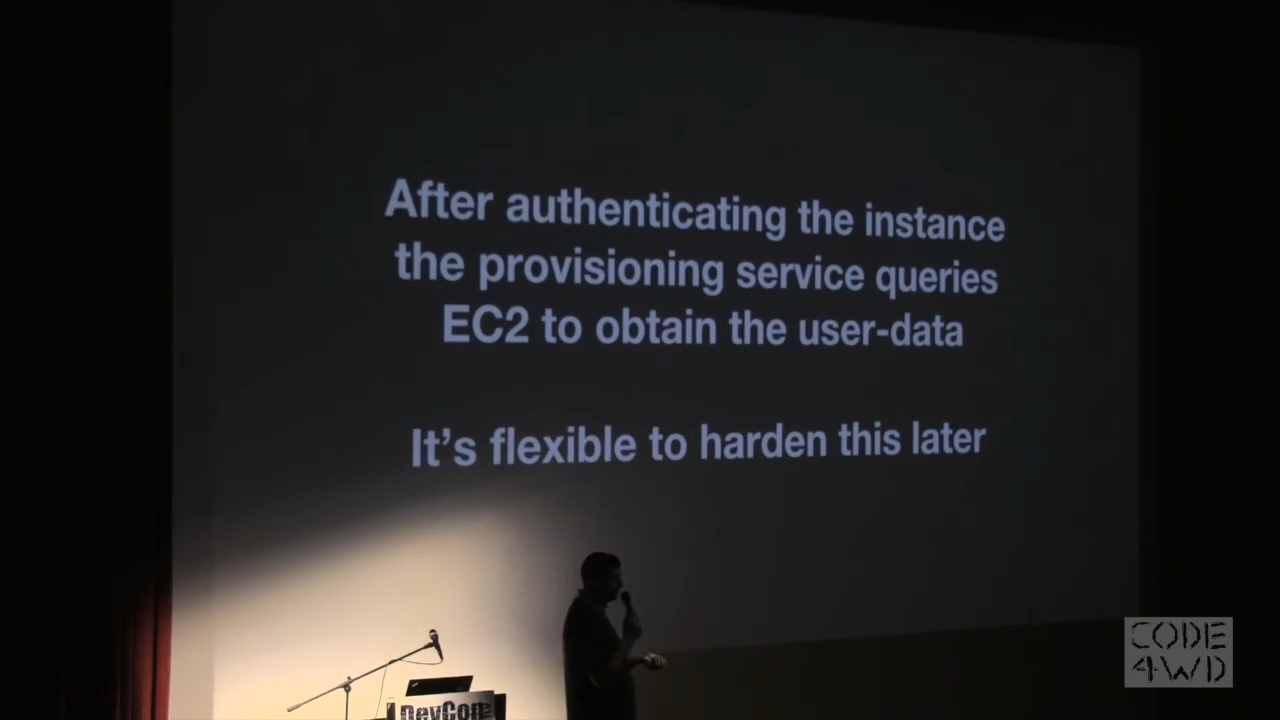 After authenticating the instance
the provisioning service queries
EC2 to obtain the user-data
It's flexible to harden this later
DevCon
CODE
4WD